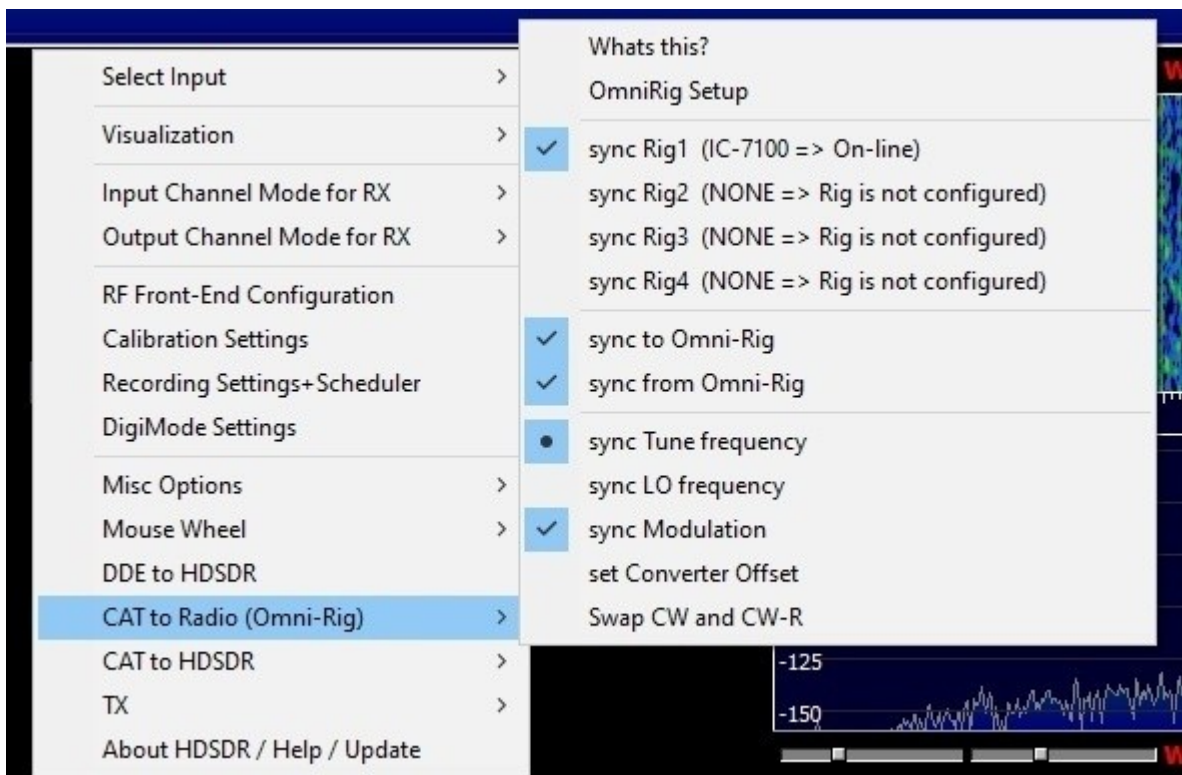 Select Input
Visualization
Input Channel Mode for RX
Output Channel Mode for RX
RF Front-End Configuration
Calibration Settings
Recording Settings+Scheduler
DigiMode Settings
Misc Options
Mouse Wheel
DDE to HDSDR
CAT to Radio (Omni-Rig)
CAT to HDSDR
TX
About HDSDR / Help / Update
Whats this?
OmniRig Setup
sync Rig1 (IC-7100 => On-line)
sync Rig2 (NONE => Rig is not configured)
sync Rig3 (NONE => Rig is not configured)
sync Rig4 (NONE => Rig is not configured)
sync to Omni-Rig
sync from Omni-Rig
sync Tune frequency
sync LO frequency
sync Modulation
set Converter Offset
Swap CW and CW-R
-125
-150